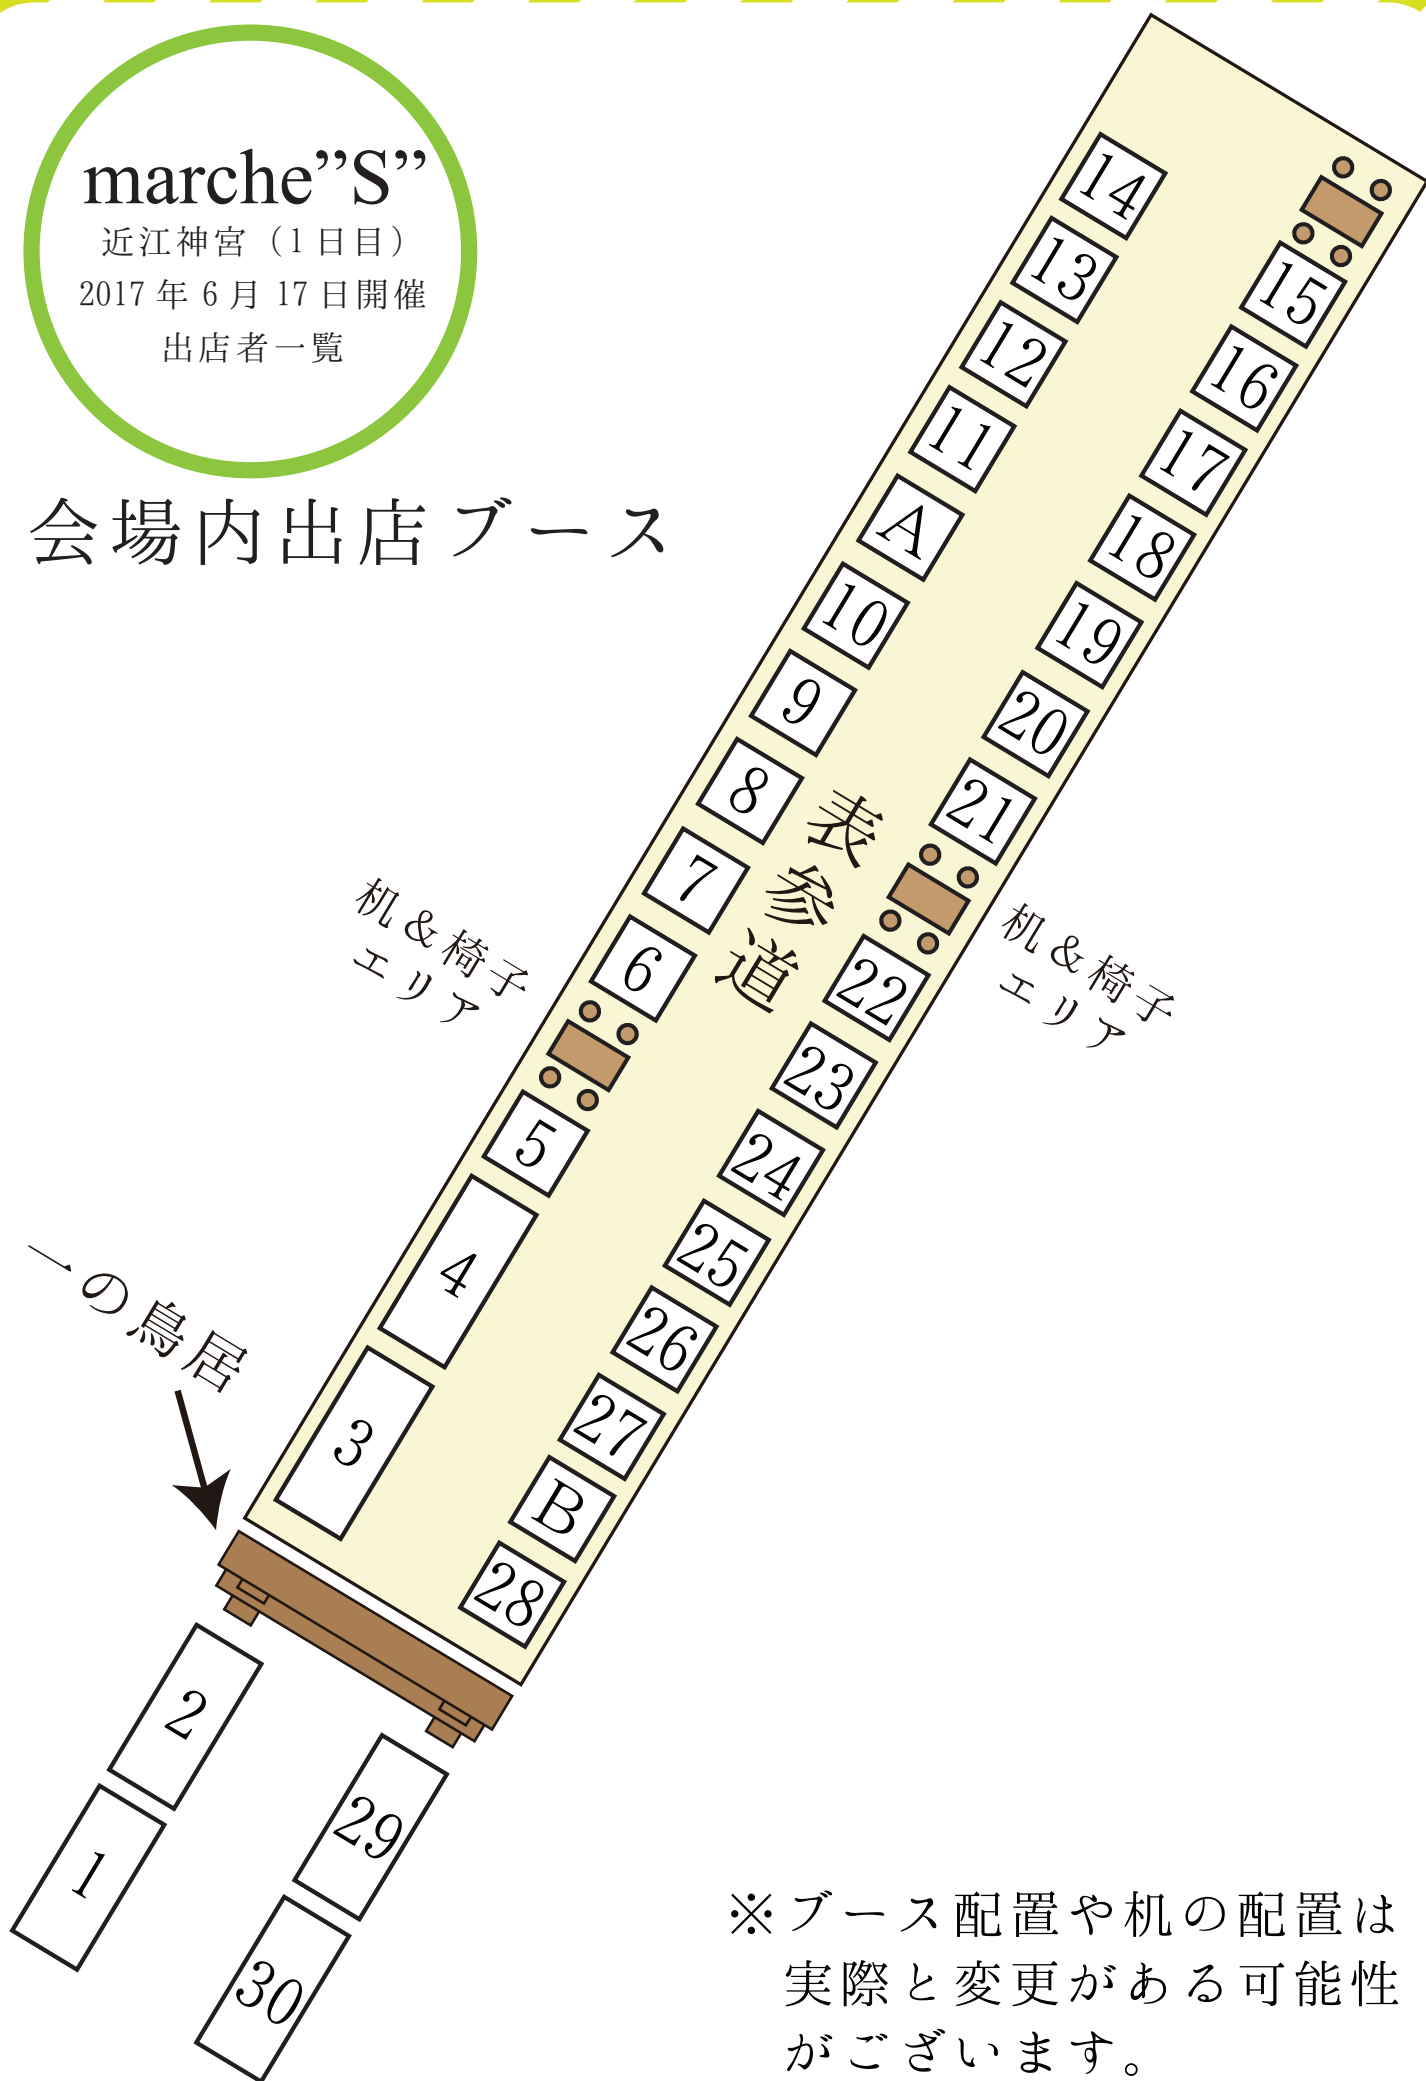 marche”S”
近江神宮（1日目）
2017年6月17日開催
出店者一覧
会場内出店ブース
14
13
12
11
A
10
9
8
7
6
5
4
3
2
1
15
16
17
18
19
20
21
22
23
24
25
26
27
B
28
29
30
表参道
机＆椅子
エリア
机＆椅子
エリア
一の鳥居
※ブース配置や机の配置は
実際と変更がある可能性
がございます。